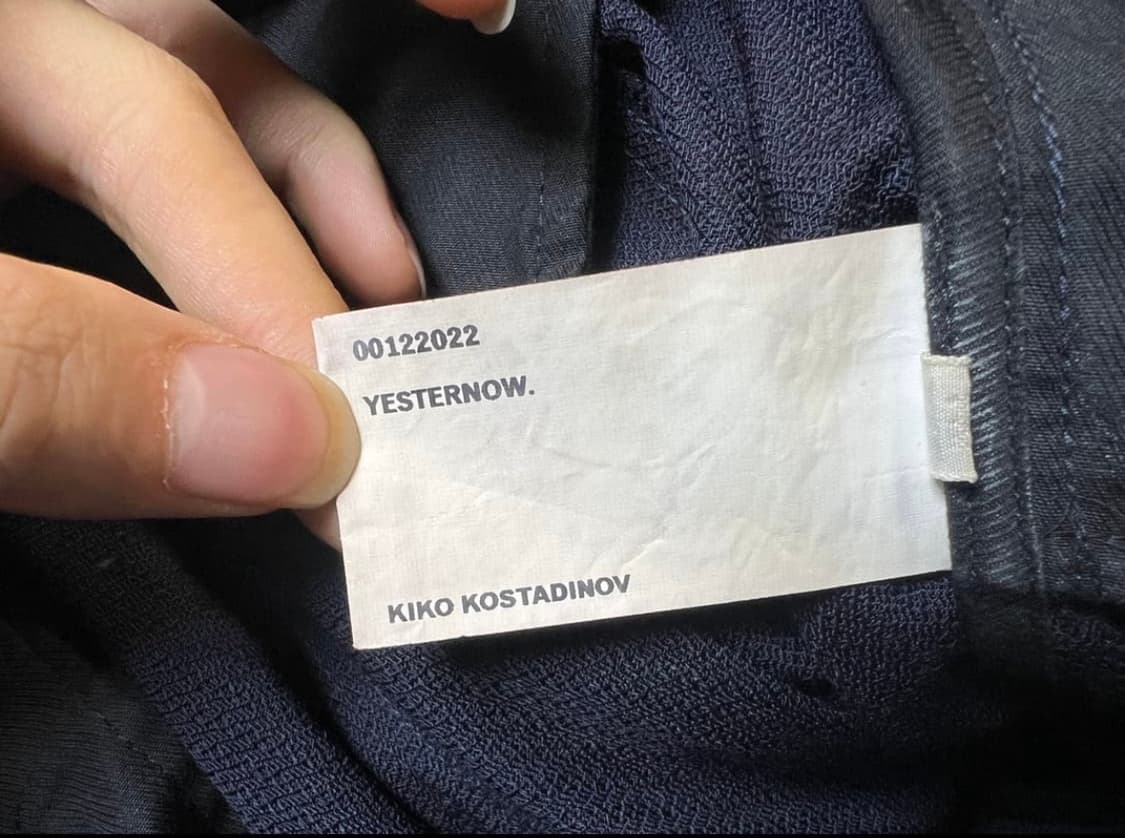 00122022
YESTERNOW.
KIKO KOSTADINOV